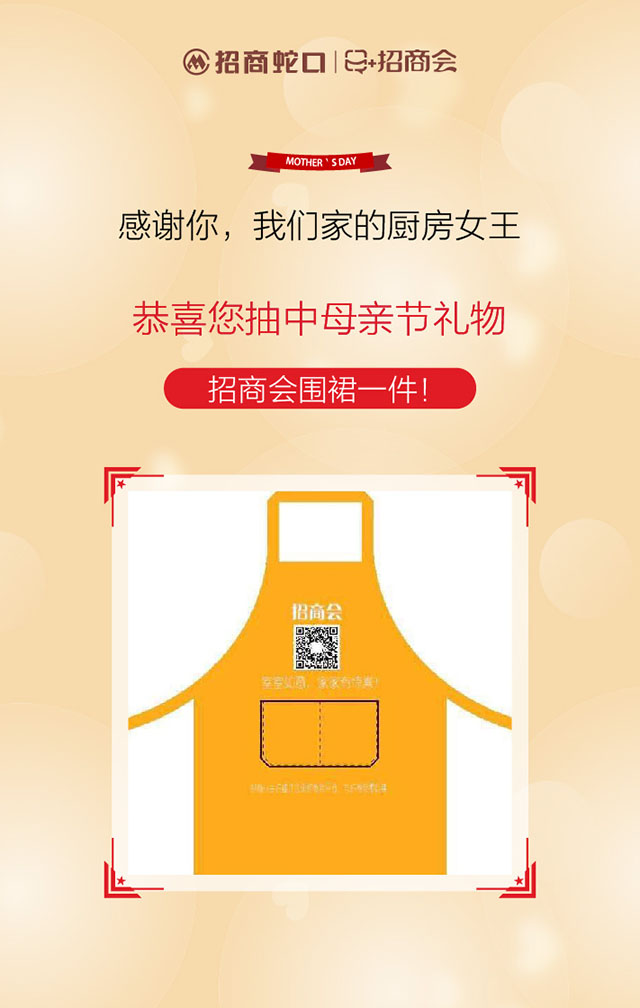 招商蛇口 招商会
MOTHER`S DAY
感谢你，我们家的厨房女王
恭喜您抽中母亲节礼物
招商会围裙一件！
招商会